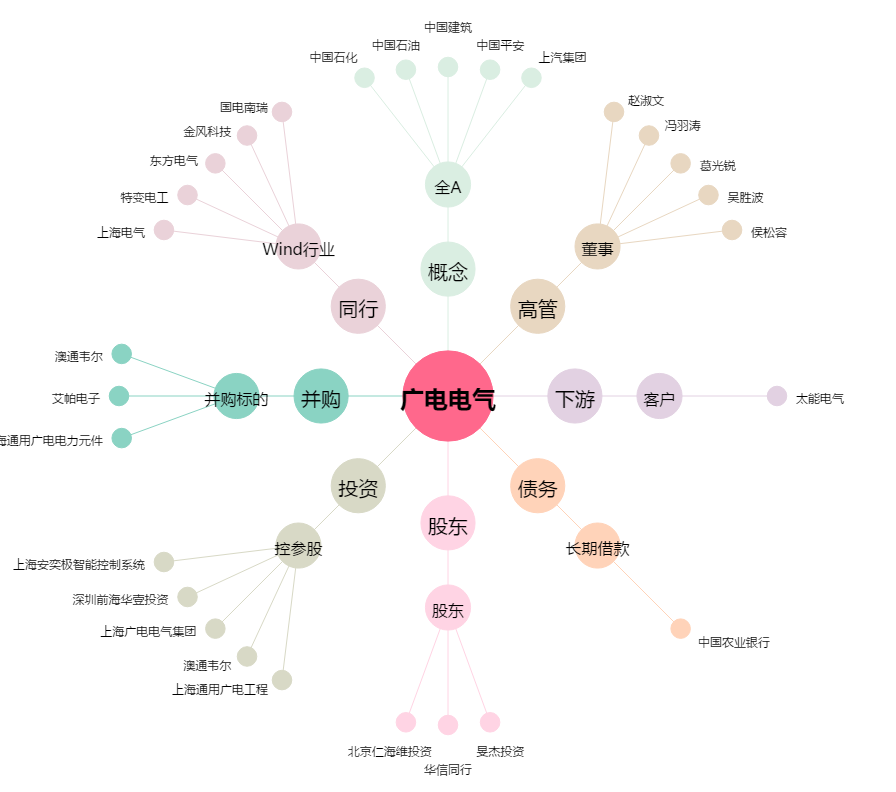 中国建筑
中国石油
中国平安
中国石化
上汽集团
国电南瑞
赵淑文
金风科技
冯羽涛
东方电气
葛光锐
全A
特变电工
吴胜波
上海电气
侯松容
Wind行业
董事
概念
同行
高管
澳通韦尔
艾帕电子
并购标的
并购
广电电气
下游
客户
太能电气
海通用广电电力元件
投资
债务
股东
控参股
长期借款
上海安奕极智能控制系统
深圳前海华壹投资
股东
上海广电电气集团
中国农业银行
澳通韦尔
上海通用广电工程
北京仁海维投资
旻杰投资
华信同行